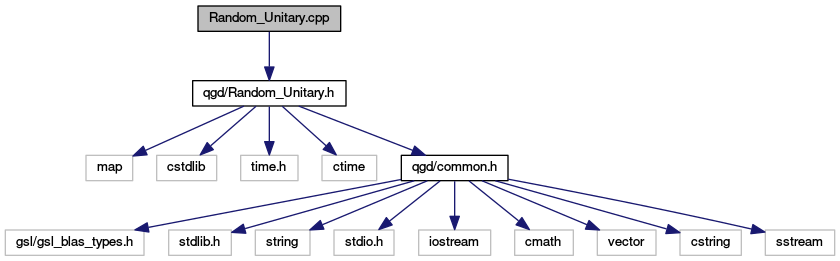 Random_Unitary.cpp
qgd/Random_Unitary.h
map
cstdlib
time.h
ctime
qgd/common.h
gsl/gsl_blas_types.h
stdlib.h
string
stdio.h
iostream
cmath
vector
cstring
sstream